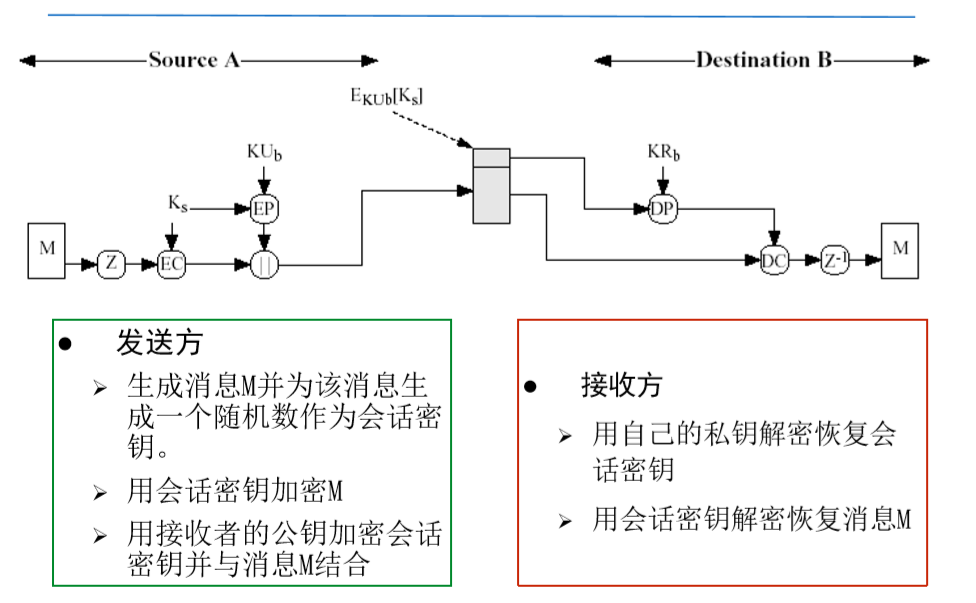 Source A
Destination B
E_KUb[K_s]
KU_b
KR_b
K_s
EP
DP
M
Z
EC
||
DC
Z^-1
M
● 发送方
➢ 生成消息M并为该消息生
成一个随机数作为会话密
钥。
➢ 用会话密钥加密M
➢ 用接收者的公钥加密会话
密钥并与消息M结合
● 接收方
➢ 用自己的私钥解密恢复会
话密钥
➢ 用会话密钥解密恢复消息M